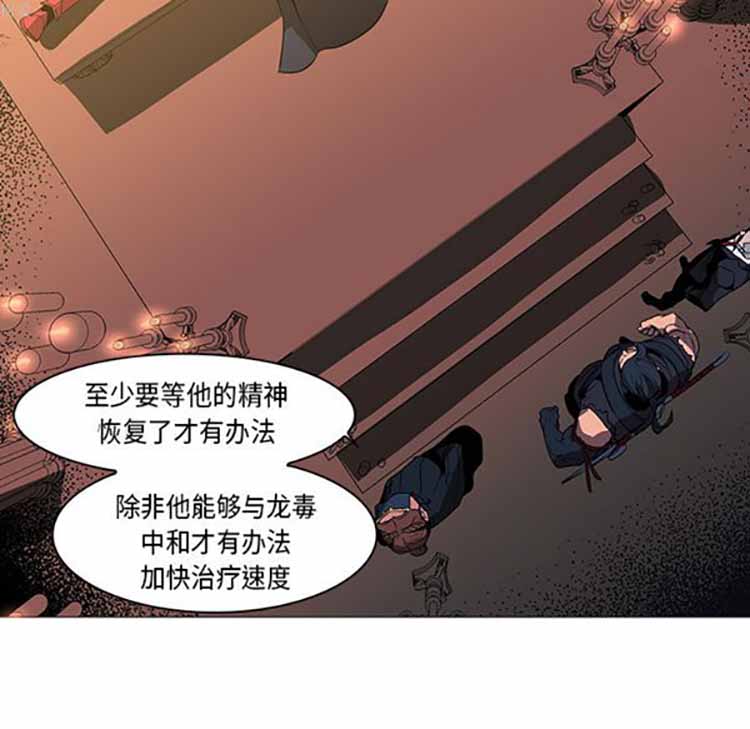 至少要等他的精神
恢复了才有办法
除非他能够与龙毒
中和才有办法
加快治疗速度